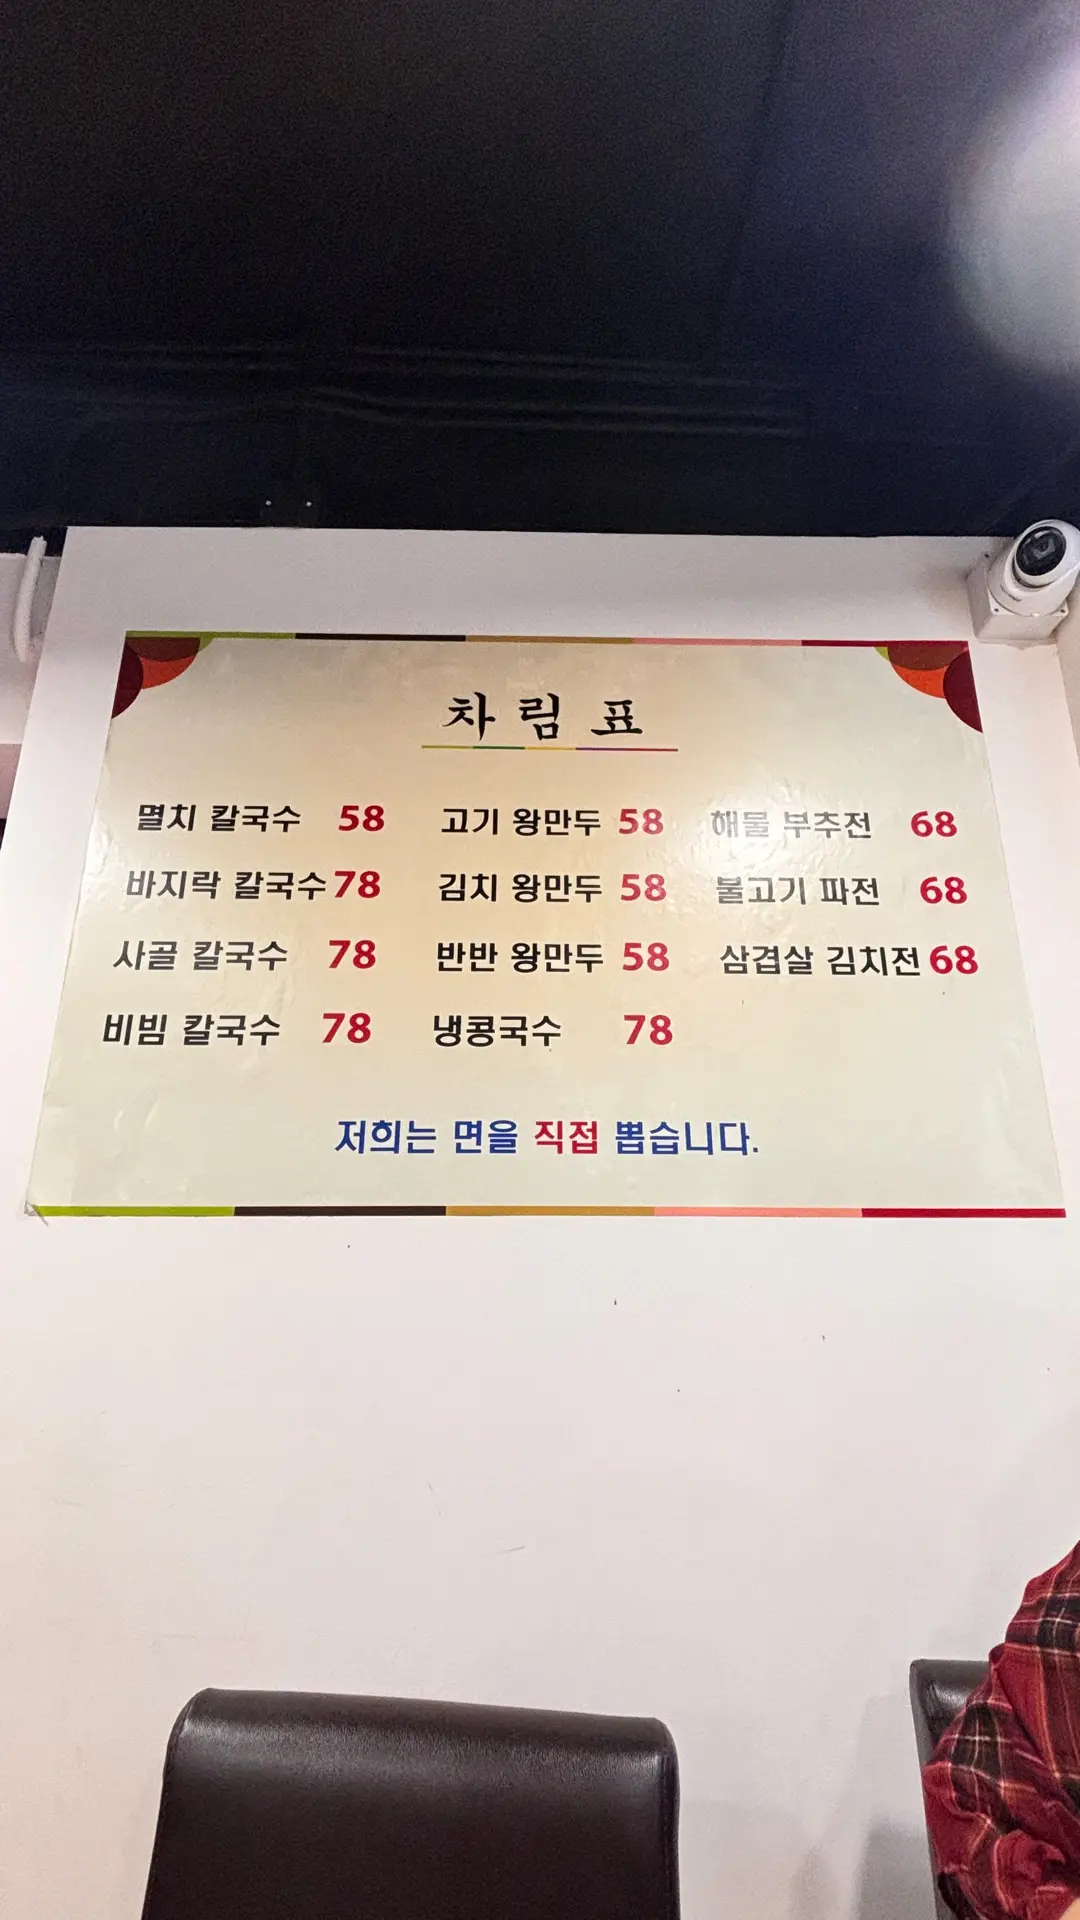 차림표
멸치 칼국수 58 고기 왕만두 58 해물 부추전 68
바지락 칼국수 78 김치 왕만두 58 불고기 파전 68
사골 칼국수 78 반반 왕만두 58 삼겹살 김치전 68
비빔 칼국수 78 냉콩국수 78
저희는 면을 직접 뽑습니다.